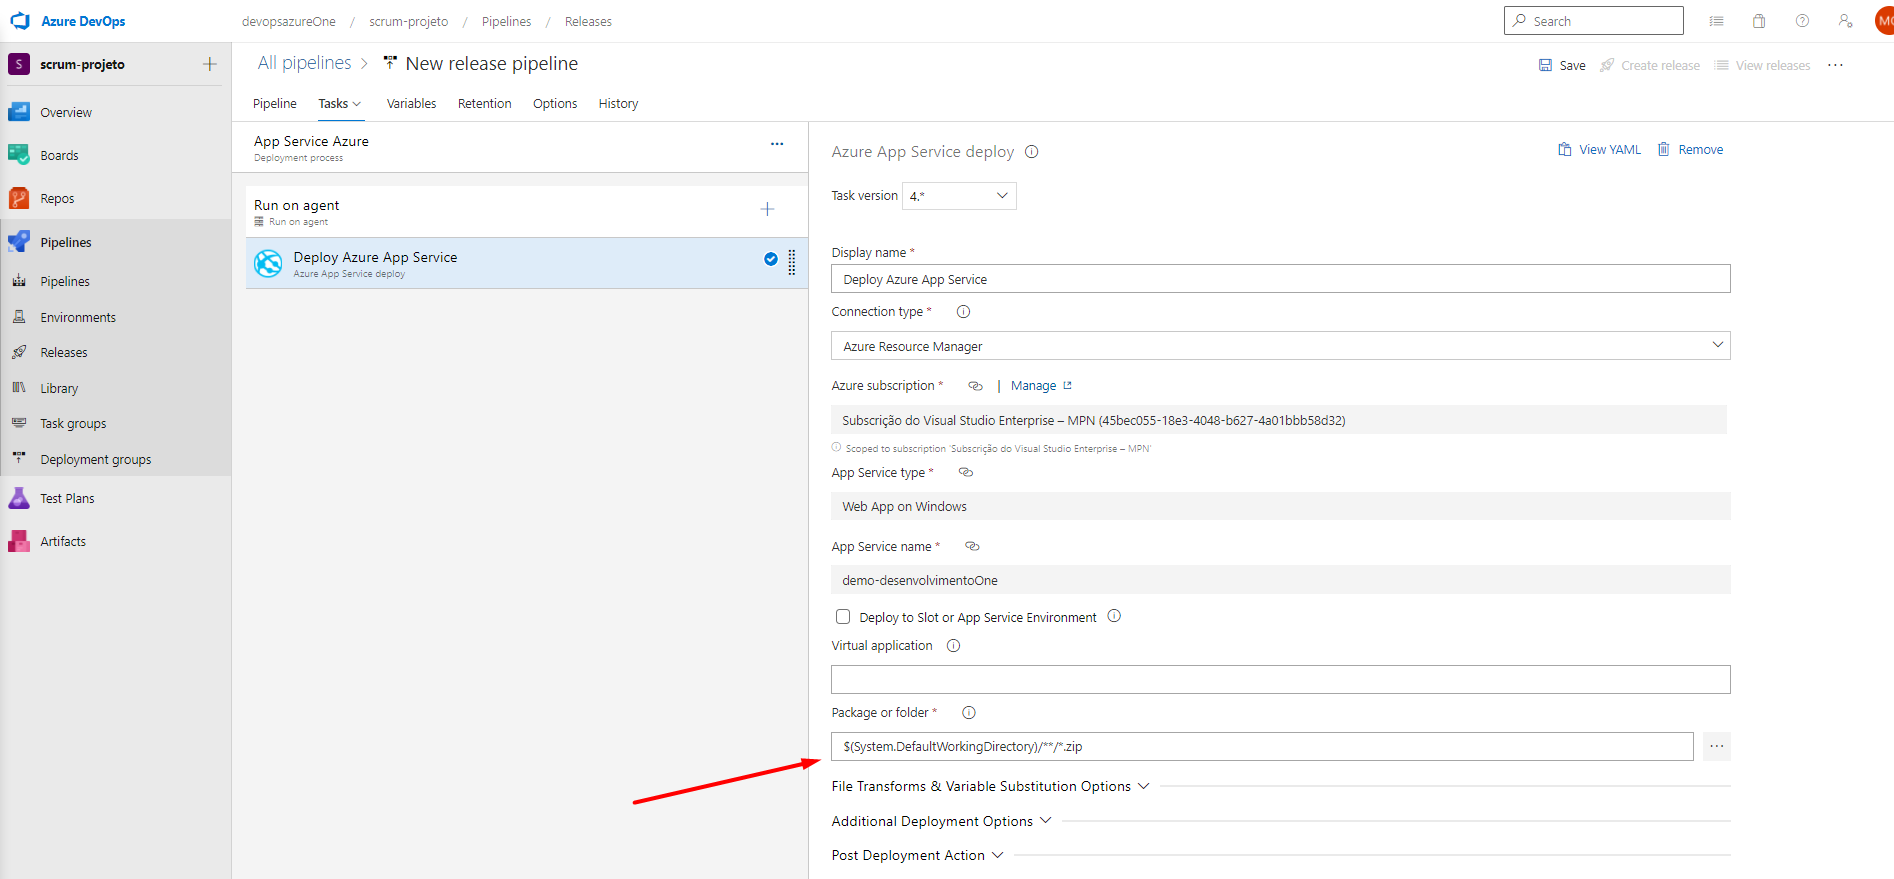 Azure DevOps
devopsazureOne / scrum-projeto / Pipelines / Releases
Search
MC
S scrum-projeto
Overview
Boards
Repos
Pipelines
Pipelines
Environments
Releases
Library
Task groups
Deployment groups
Test Plans
Artifacts
All pipelines > New release pipeline
Save
Create release
View releases
Pipeline
Tasks
Variables
Retention
Options
History
App Service Azure
Deployment process
Run on agent
Run on agent
Deploy Azure App Service
Azure App Service deploy
Azure App Service deploy
View YAML
Remove
Task version 4.*
Display name *
Deploy Azure App Service
Connection type *
Azure Resource Manager
Azure subscription * | Manage
Subscrição do Visual Studio Enterprise – MPN (45bec055-18e3-4048-b627-4a01bbb58d32)
Scoped to subscription 'Subscrição do Visual Studio Enterprise – MPN'
App Service type *
Web App on Windows
App Service name *
demo-desenvolvimentoOne
Deploy to Slot or App Service Environment
Virtual application
Package or folder *
$(System.DefaultWorkingDirectory)/**/*.zip
File Transforms & Variable Substitution Options
Additional Deployment Options
Post Deployment Action